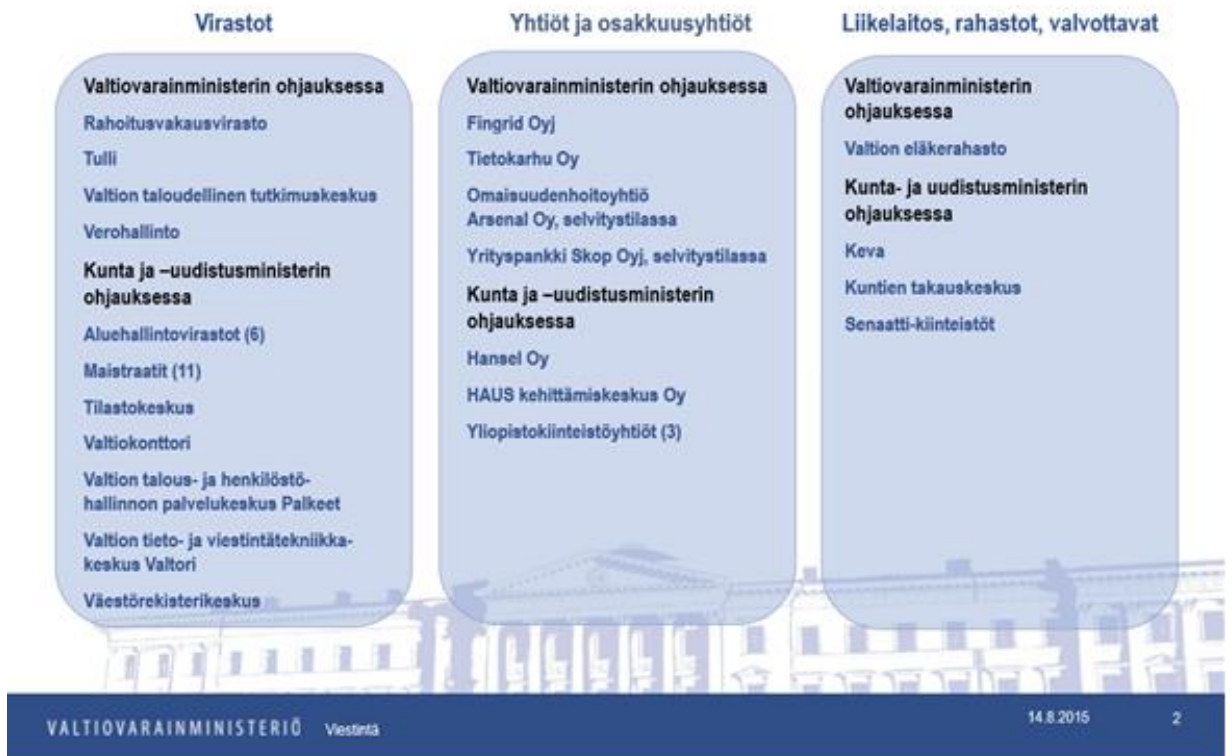 Virastot
Valtiovarainministerin ohjauksessa
Rahoitusvakausvirasto
Tulli
Valtion taloudellinen tutkimuskeskus
Verohallinto
Kunta ja –uudistusministerin
ohjauksessa
Aluehallintovirastot (6)
Maistraatit (11)
Tilastokeskus
Valtiokonttori
Valtion talous- ja henkilöstö-
hallinnon palvelukeskus Palkeet
Valtion tieto- ja viestintätekniikka-
keskus Valtori
Väestörekisterikeskus
Yhtiöt ja osakkuusyhtiöt
Valtiovarainministerin ohjauksessa
Fingrid Oyj
Tietokarhu Oy
Omaisuudenhoitoyhtiö
Arsenal Oy, selvitystilassa
Yrityspankki Skop Oyj, selvitystilassa
Kunta ja –uudistusministerin
ohjauksessa
Hansel Oy
HAUS kehittämiskeskus Oy
Yliopistokiinteistöyhtiöt (3)
Liikelaitos, rahastot, valvottavat
Valtiovarainministerin
ohjauksessa
Valtion eläkerahasto
Kunta- ja uudistusministerin
ohjauksessa
Keva
Kuntien takauskeskus
Senaatti-kiinteistöt
VALTIOVARAINMINISTERIÖ Viestintä
14.8.2015 2